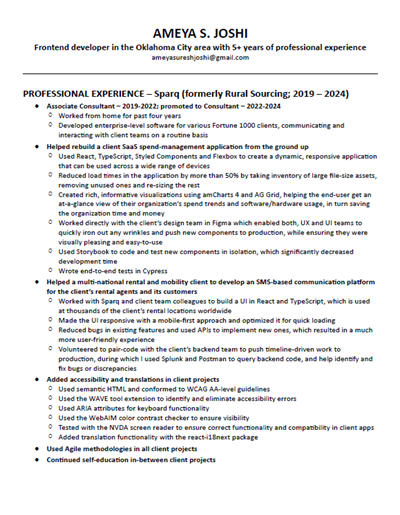 AMEYA S. JOSHI
Frontend developer in the Oklahoma City area with 5+ years of professional experience
ameyasureshjoshi@gmail.com
PROFESSIONAL EXPERIENCE – Sparq (formerly Rural Sourcing; 2019 – 2024)
● Associate Consultant – 2019-2022; promoted to Consultant – 2022-2024
○ Worked from home for past four years
○ Developed enterprise-level software for various Fortune 1000 clients, communicating and
interacting with client teams on a routine basis
● Helped rebuild a client SaaS spend-management application from the ground up
○ Used React, TypeScript, Styled Components and Flexbox to create a dynamic, responsive application
that can be used across a wide range of devices
○ Reduced load times in the application by more than 50% by taking inventory of large file-size assets,
removing unused ones and re-sizing the rest
○ Created rich, informative visualizations using amCharts 4 and AG Grid, helping the end-user get an
at-a-glance view of their organization's spend trends and software/hardware usage, in turn saving
the organization time and money
○ Worked directly with the client's design team in Figma which enabled both, UX and UI teams to
quickly iron out any wrinkles and push new components to production, while ensuring they were
visually pleasing and easy-to-use
○ Used Storybook to code and test new components in isolation, which significantly decreased
development time
○ Wrote end-to-end tests in Cypress
● Helped a multi-national rental and mobility client to develop an SMS-based communication platform
for the client's rental agents and its customers
○ Worked with Sparq and client team colleagues to build a UI in React and TypeScript, which is used
at thousands of the client's rental locations worldwide
○ Made the UI responsive with a mobile-first approach and optimized it for quick loading
○ Reduced bugs in existing features and used APIs to implement new ones, which resulted in a much
more user-friendly experience
○ Volunteered to pair-code with the client's backend team to push timeline-driven work to
production, during which I used Splunk and Postman to query backend code, and help identify and
fix bugs or discrepancies
● Added accessibility and translations in client projects
○ Used semantic HTML and conformed to WCAG AA-level guidelines
○ Used the WAVE tool extension to identify and eliminate accessibility errors
○ Used ARIA attributes for keyboard functionality
○ Used the WebAIM color contrast checker to ensure visibility
○ Tested with the NVDA screen reader to ensure correct functionality and compatibility in client apps
○ Added translation functionality with the react-i18next package
● Used Agile methodologies in all client projects
● Continued self-education in-between client projects